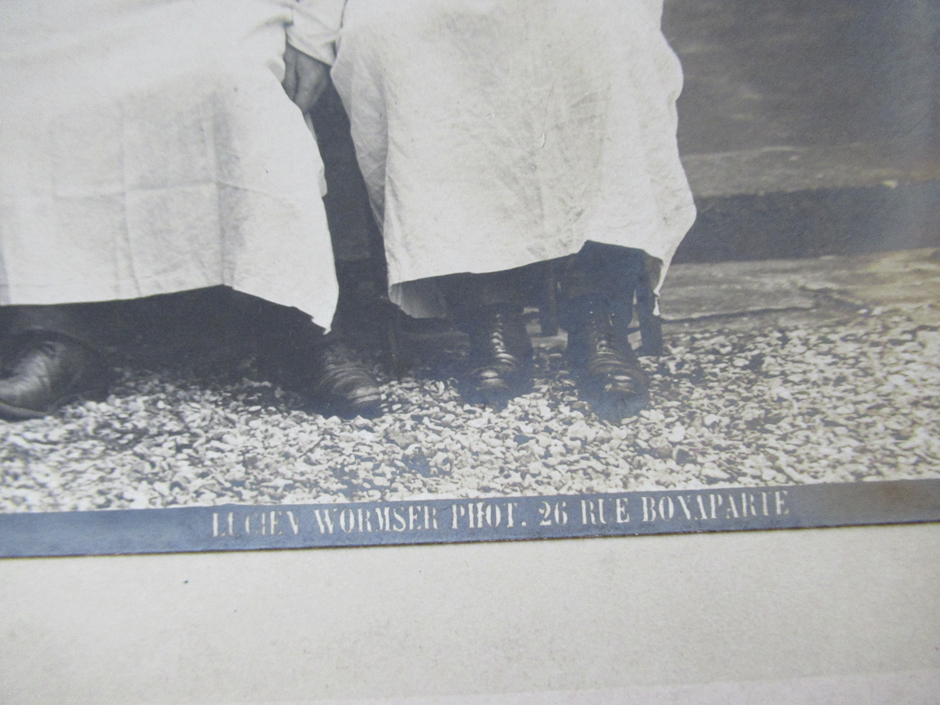 LUCIEN WORMSER PHOT. 26 RUE BONAPARTE